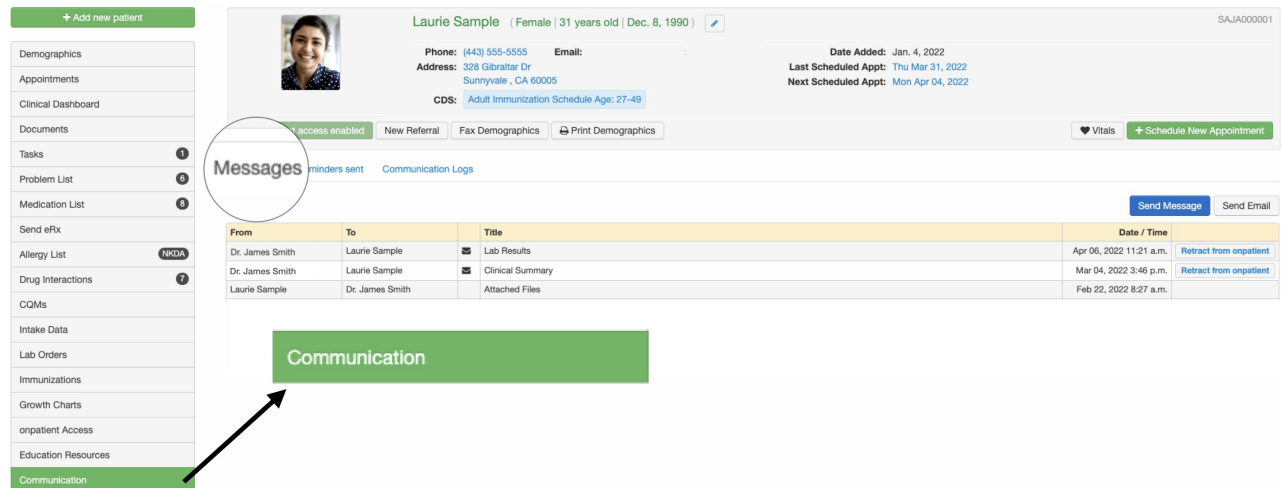 + Add new patient
Demographics
Appointments
Clinical Dashboard
Documents
Tasks 1
Problem List 6
Medication List 8
Send eRx
Allergy List NKDA
Drug Interactions 7
CQMs
Intake Data
Lab Orders
Immunizations
Growth Charts
onpatient Access
Education Resources
Communication
Laurie Sample ( Female | 31 years old | Dec. 8, 1990 )
SAJA000001
Phone: (443) 555-5555 Email: :
Address: 328 Gibraltar Dr
Sunnyvale , CA 60005
CDS: Adult Immunization Schedule Age: 27-49
Date Added: Jan. 4, 2022
Last Scheduled Appt: Thu Mar 31, 2022
Next Scheduled Appt: Mon Apr 04, 2022
access enabled New Referral Fax Demographics Print Demographics Vitals + Schedule New Appointment
Messages minders sent Communication Logs
Send Message Send Email
From To Title Date / Time
Dr. James Smith Laurie Sample Lab Results Apr 06, 2022 11:21 a.m. Retract from onpatient
Dr. James Smith Laurie Sample Clinical Summary Mar 04, 2022 3:46 p.m. Retract from onpatient
Laurie Sample Dr. James Smith Attached Files Feb 22, 2022 8:27 a.m.
Communication